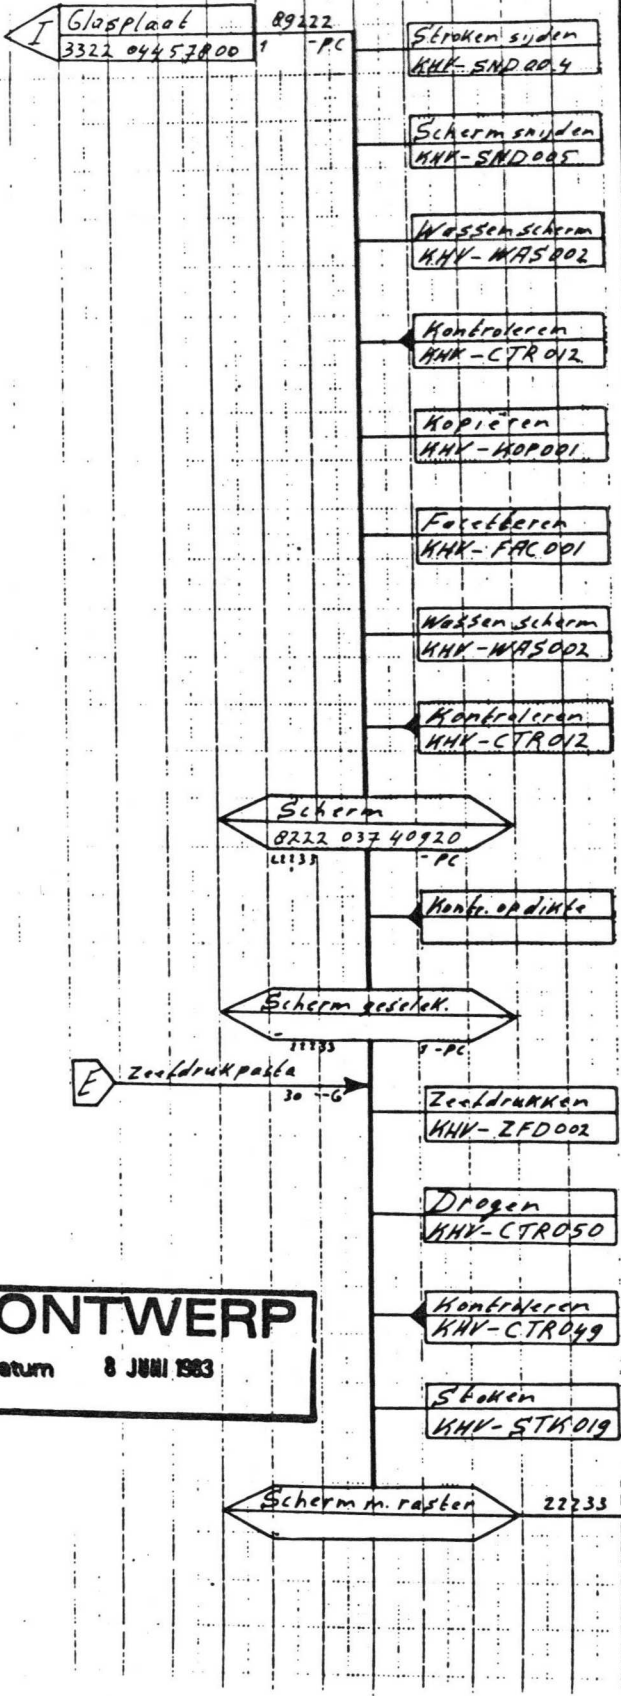 I
Glasplaat 89222
3322 04457800 1 -PC
Stroken sijden
KHV-SND004
Scherm snijden
KHV-SND005
Wassen scherm
KHV-WAS002
Kontroleren
KHV-CTR012
Kopiëren
KHV-KOP001
Facetteren
KHV-FAC001
Wassen scherm
KHV-WAS002
Kontroleren
KHV-CTR012
Scherm
8222 037 40920
22233 -PC
Kontr. op dikte
Scherm geselek.
-
22233 1-PC
E Zeefdrukpasta
30 --G
Zeefdrukken
KHV-ZFD002
Drogen
KHV-CTR050
Kontroleren
KHV-CTR049
ONTWERP
atum 8 JUNI 1983
Stoken
KHV-STK019
Scherm m. raster 22233
-